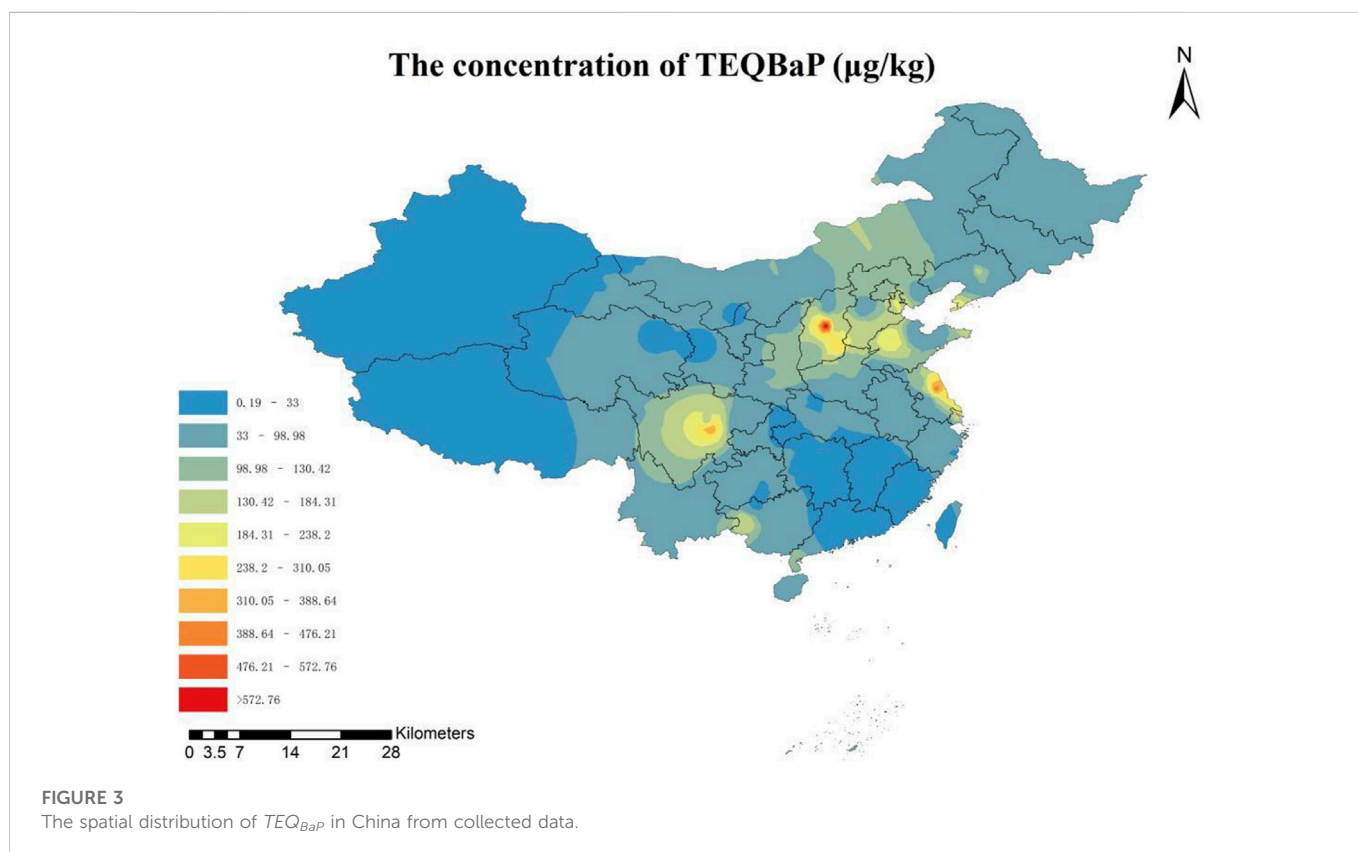 The concentration of TEQBaP (μg/kg)
N
0.19 - 33
33 - 98.98
98.98 - 130.42
130.42 - 184.31
184.31 - 238.2
238.2 - 310.05
310.05 - 388.64
388.64 - 476.21
476.21 - 572.76
>572.76
Kilometers
0 3.5 7 14 21 28
FIGURE 3
The spatial distribution of TEQBaP in China from collected data.